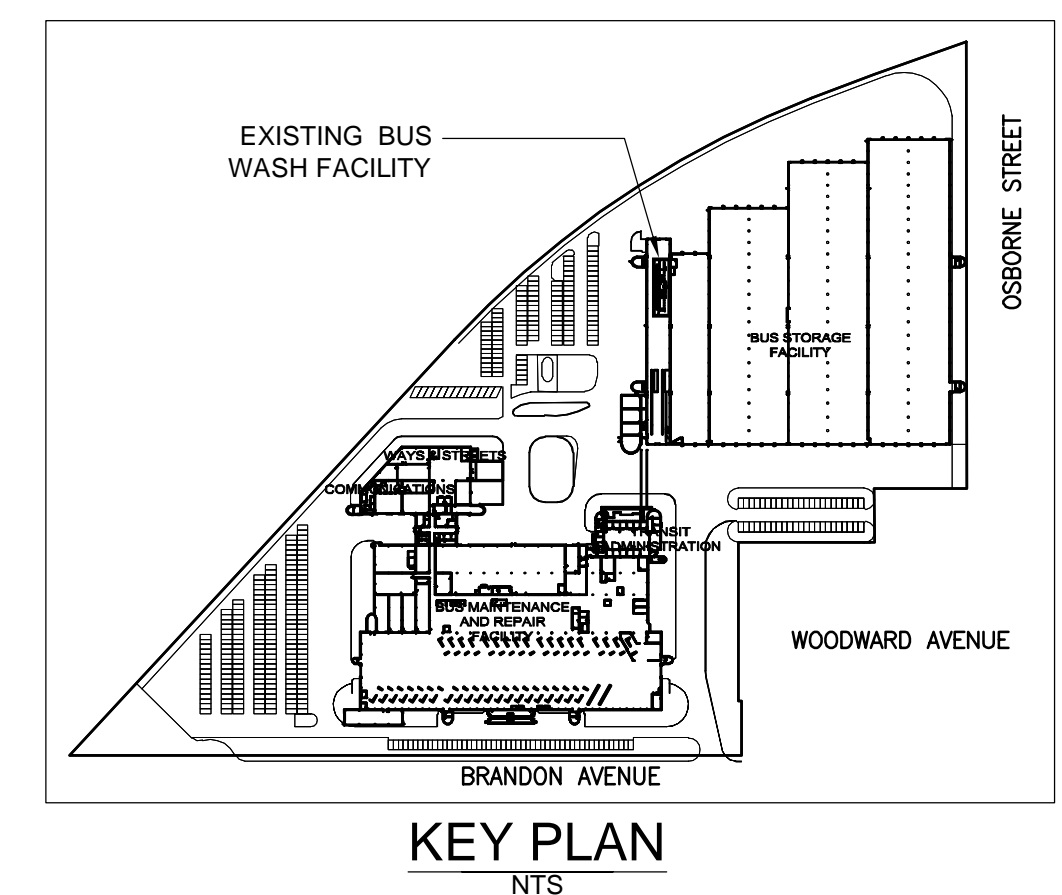 EXISTING BUS
WASH FACILITY
OSBORNE STREET
BUS STORAGE
FACILITY
WAYS & STREETS
COMMUNICATIONS
TRANSIT
ADMINISTRATION
BUS MAINTENANCE
AND REPAIR
FACILITY
WOODWARD AVENUE
BRANDON AVENUE
KEY PLAN
NTS